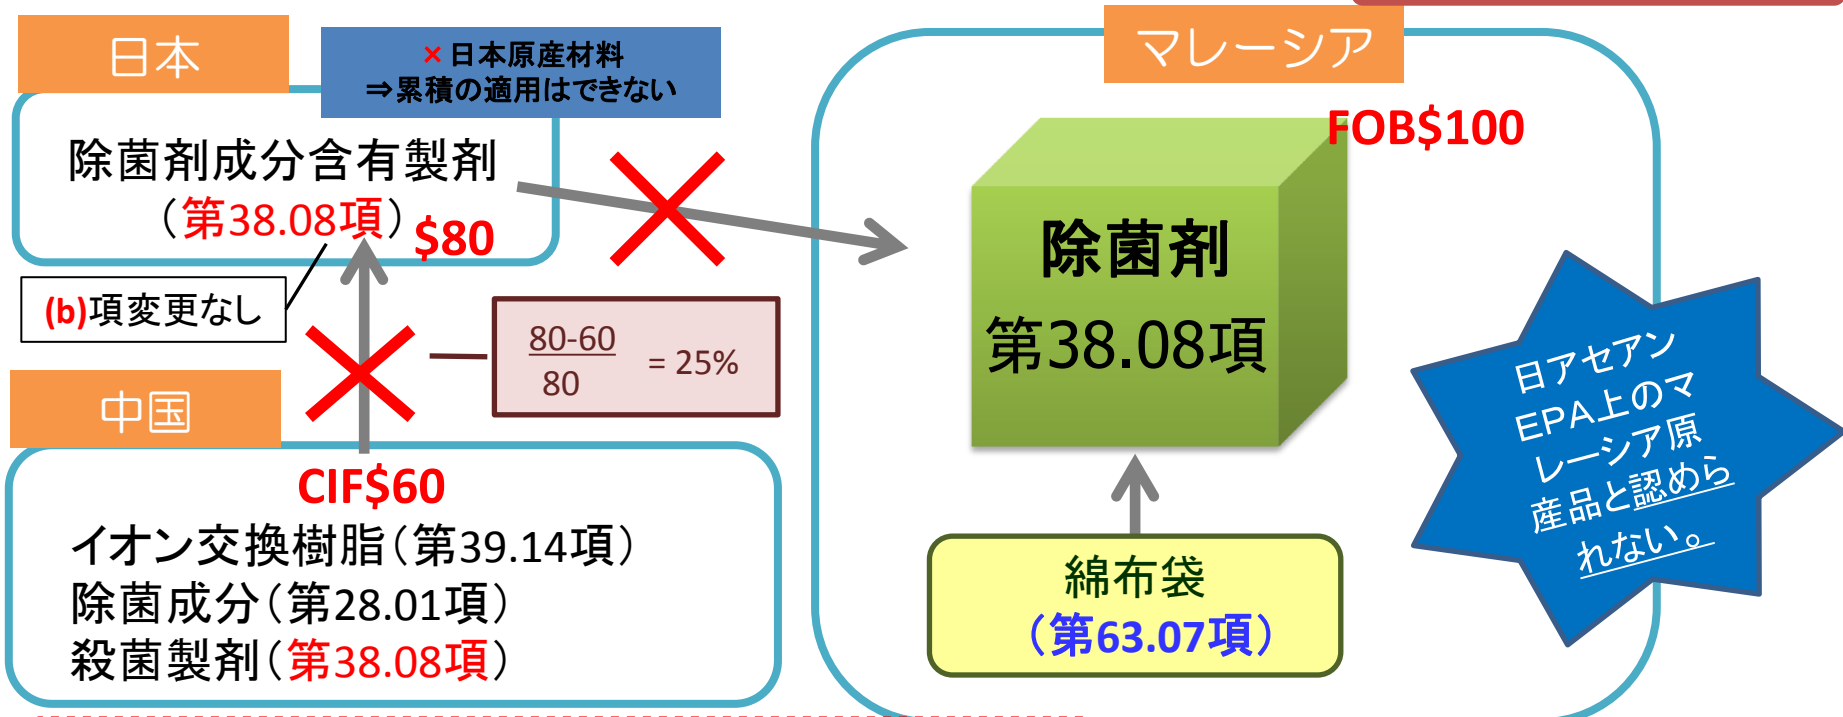 日本
×日本原産材料
⇒累積の適用はできない
除菌剤成分含有製剤
（第38.08項）
$80
(b)項変更なし
80-60
80
= 25%
中国
CIF$60
イオン交換樹脂（第39.14項）
除菌成分（第28.01項）
殺菌製剤（第38.08項）
マレーシア
FOB$100
除菌剤
第38.08項
綿布袋
（第63.07項）
日アセアン
EPA上のマ
レーシア原
産品と認めら
れない。